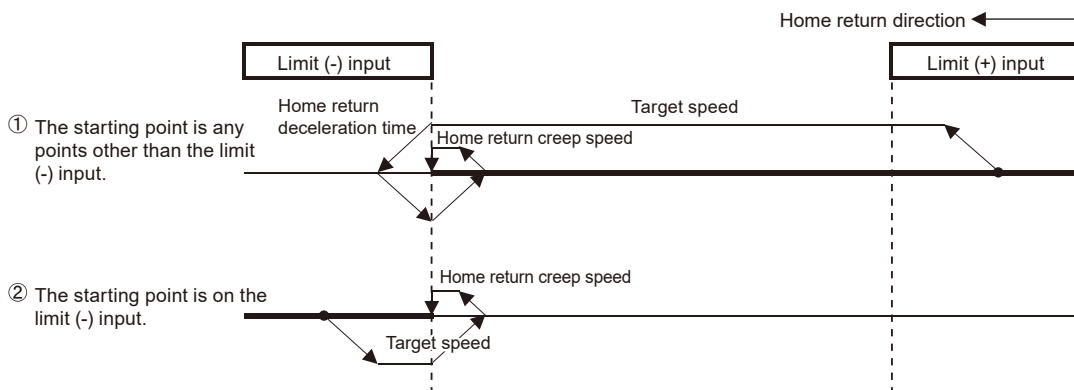 Home return direction
Limit (-) input
Limit (+) input
① The starting point is any
points other than the limit
(-) input.
Home return
deceleration time
Target speed
Home return creep speed
② The starting point is on the
limit (-) input.
Home return creep speed
Target speed